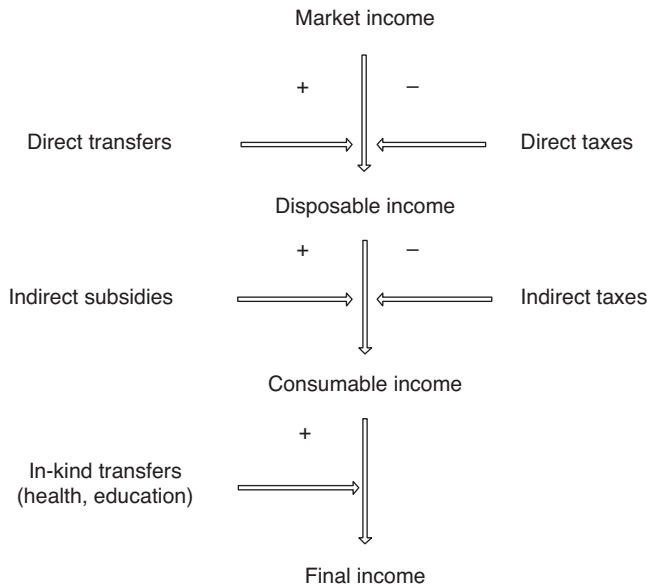 Market income
+ −
Direct transfers Direct taxes
Disposable income
+ −
Indirect subsidies Indirect taxes
Consumable income
+
In-kind transfers
(health, education)
Final income